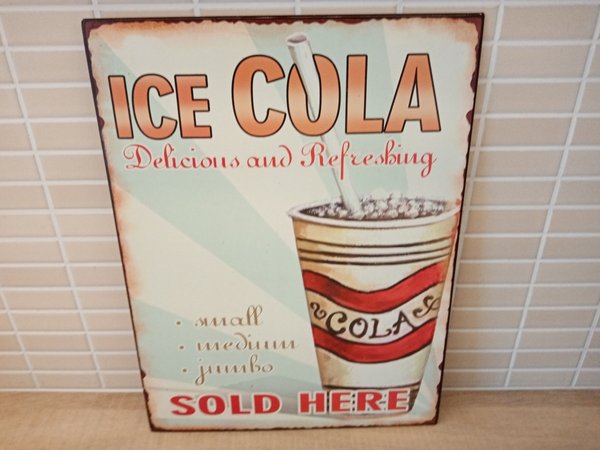 ICE COLA
Delicious and Refreshing
COLA
• small
• medium
• jumbo
SOLD HERE